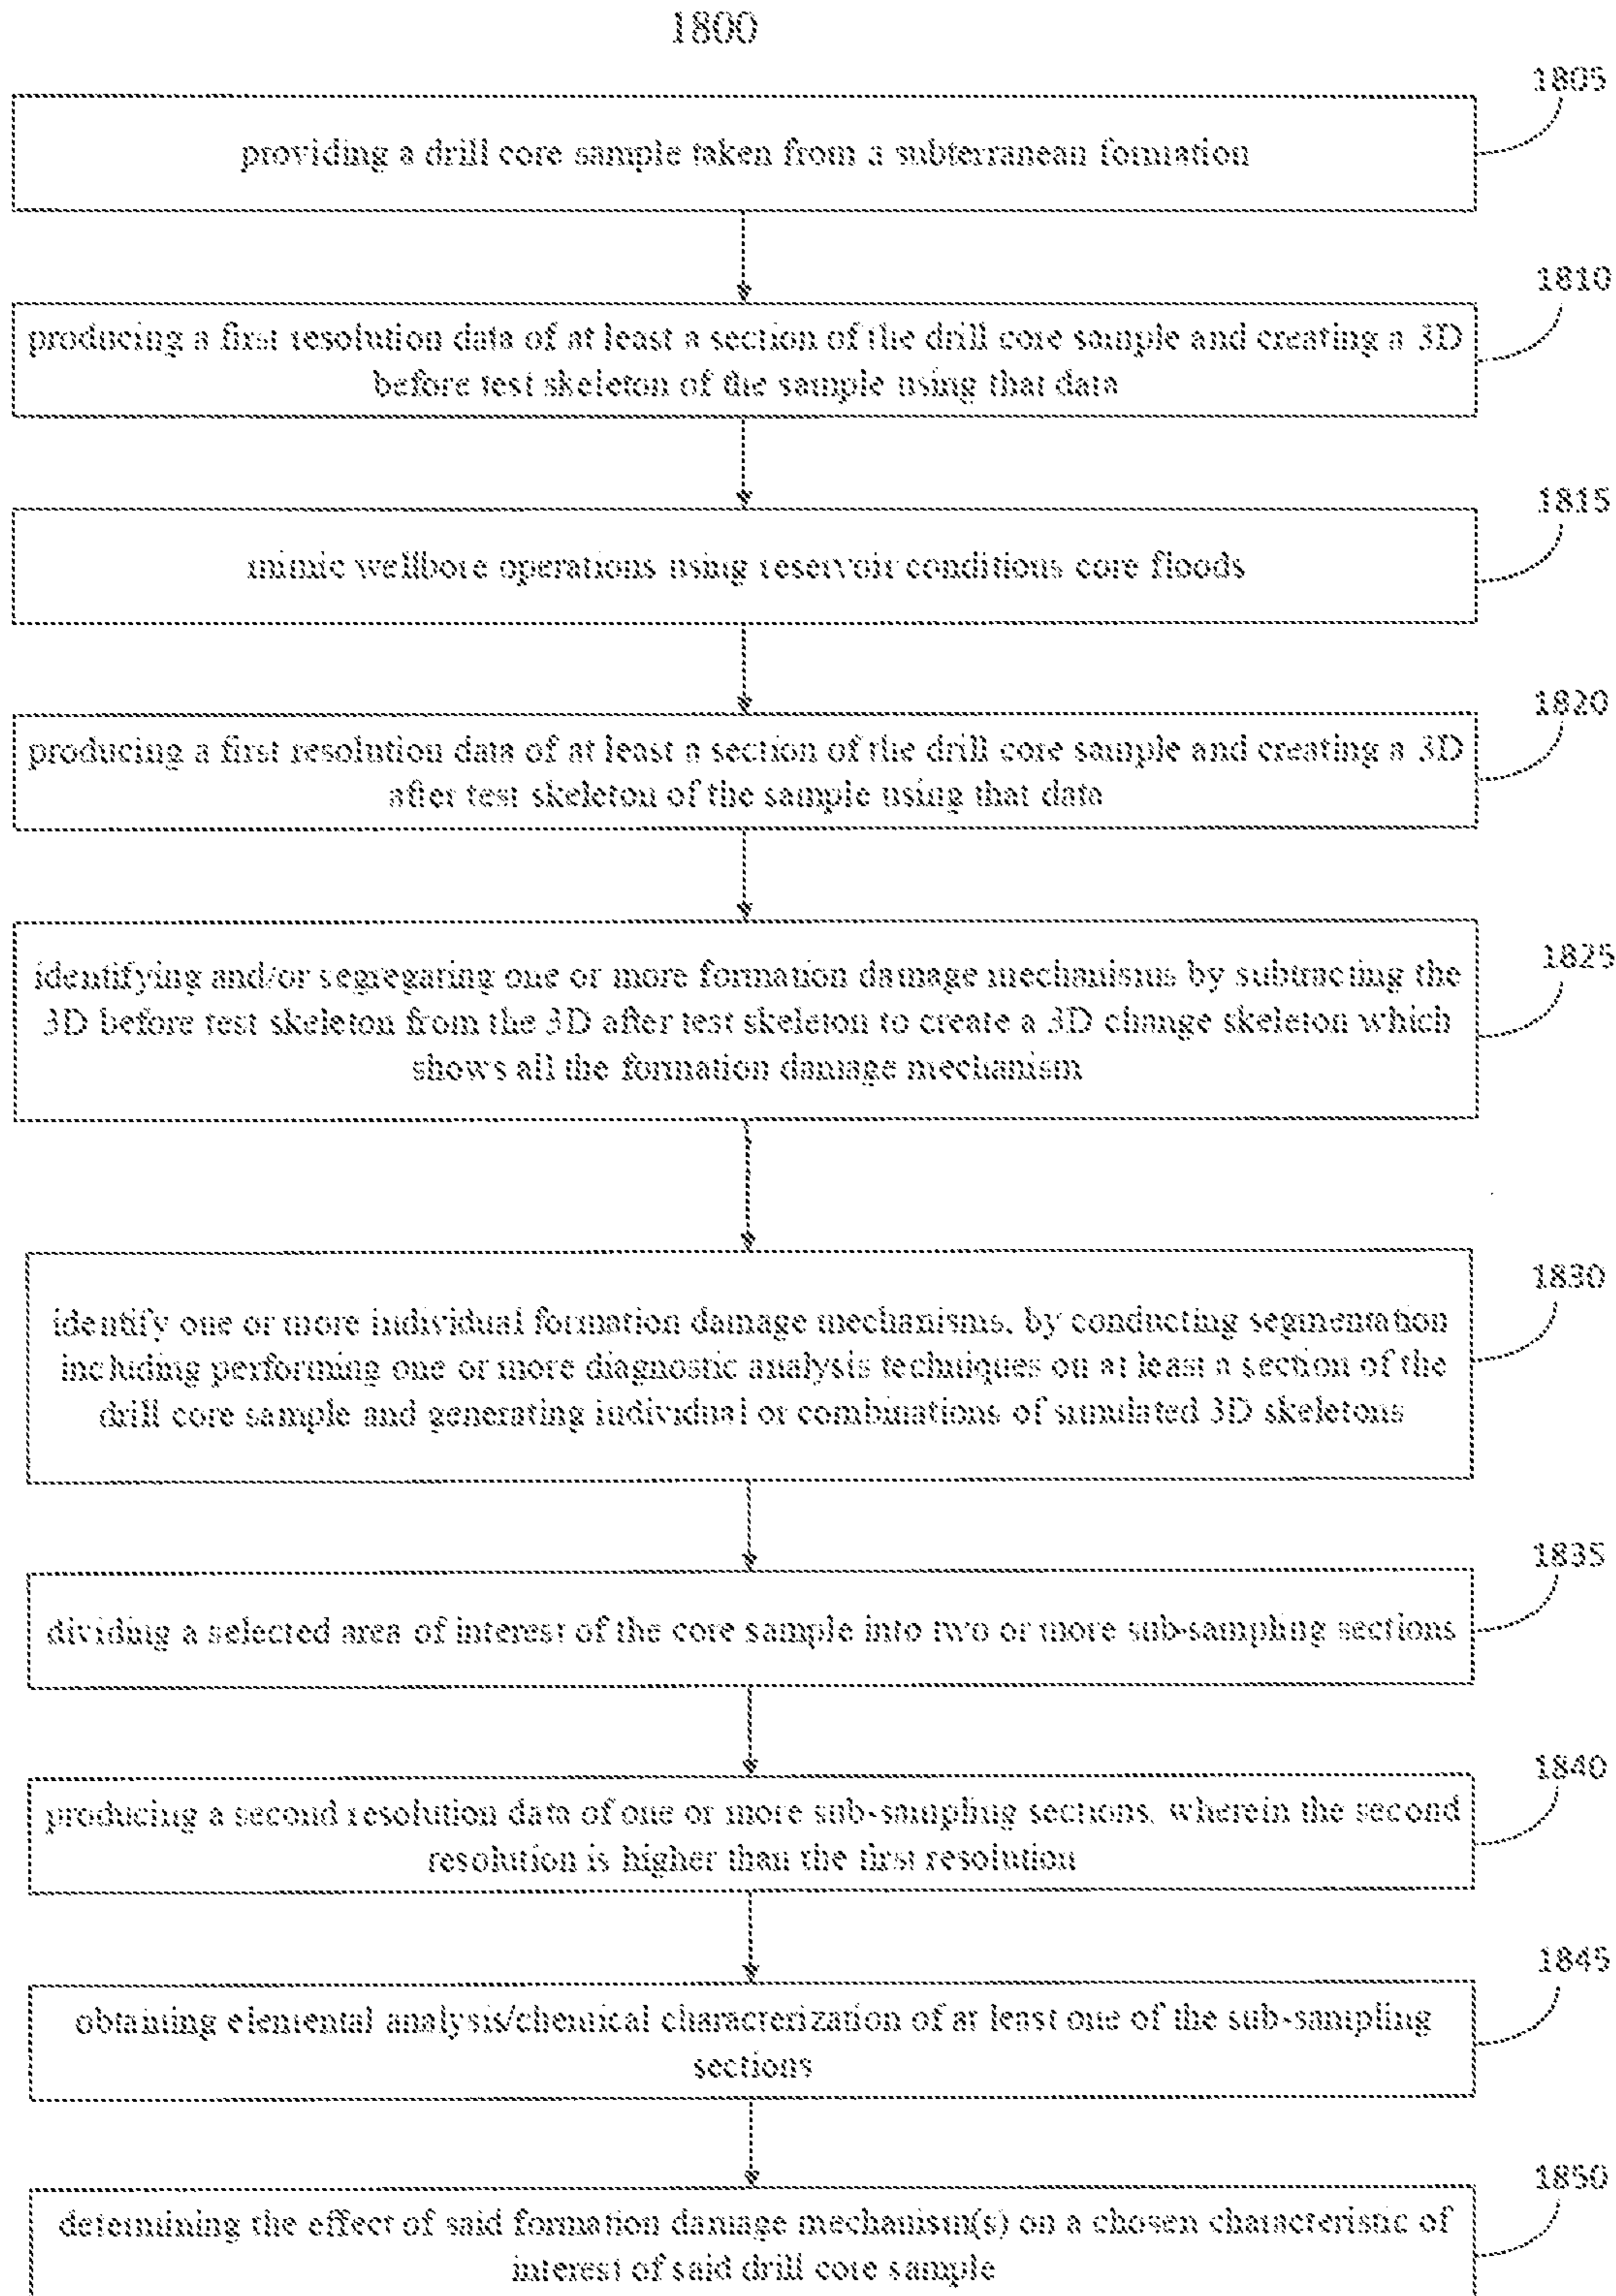 1800
1805
providing a drill core sample taken from a subterranean formation
1810
producing a first resolution data of at least a section of the drill core sample and creating a 3D
before test skeleton of the sample using that data
1815
mimic wellbore operations using reservoir conditions core floods
1820
producing a first resolution data of at least a section of the drill core sample and creating a 3D
after test skeleton of the sample using that data
1825
identifying and/or segregating one or more formation damage mechanisms by subtracting the
3D before test skeleton from the 3D after test skeleton to create a 3D change skeleton which
shows all the formation damage mechanism
1830
identify one or more individual formation damage mechanisms, by conducting segmentation
including performing one or more diagnostic analysis techniques on at least a section of the
drill core sample and generating individual or combinations of simulated 3D skeletons
1835
dividing a selected area of interest of the core sample into two or more sub-sampling sections
1840
producing a second resolution data of one or more sub-sampling sections, wherein the second
resolution is higher than the first resolution
1845
obtaining elemental analysis/chemical characterization of at least one of the sub-sampling
sections
1850
determining the effect of said formation damage mechanism(s) on a chosen characteristic of
interest of said drill core sample